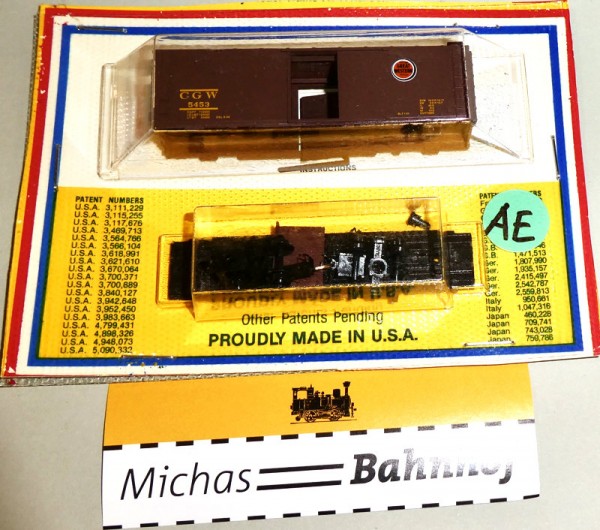 C G W
5453
INSTRUCTIONS
PATENT NUMBERS
U.S.A. 3,111,229
U.S.A. 3,115,255
U.S.A. 3,117,676
U.S.A. 3,469,713
U.S.A. 3,564,766
U.S.A. 3,566,104
U.S.A. 3,618,991
U.S.A. 3,621,610
U.S.A. 3,670,064
U.S.A. 3,700,371
U.S.A. 3,700,889
U.S.A. 3,840,127
U.S.A. 3,942,648
U.S.A. 3,952,450
U.S.A. 3,983,663
U.S.A. 4,799,431
U.S.A. 4,898,326
U.S.A. 4,948,073
U.S.A. 5,090,332
AE
1,471,513
Ger. 1,807,990
Ger. 1,935,157
Ger. 2,415,497
Ger. 2,542,787
Ger. 2,559,813
Italy 950,661
Italy 1,047,316
Japan 460,228
Japan 709,741
Japan 743,028
Japan 759,786
Other Patents Pending
PROUDLY MADE IN U.S.A.
Michas Bahnhof